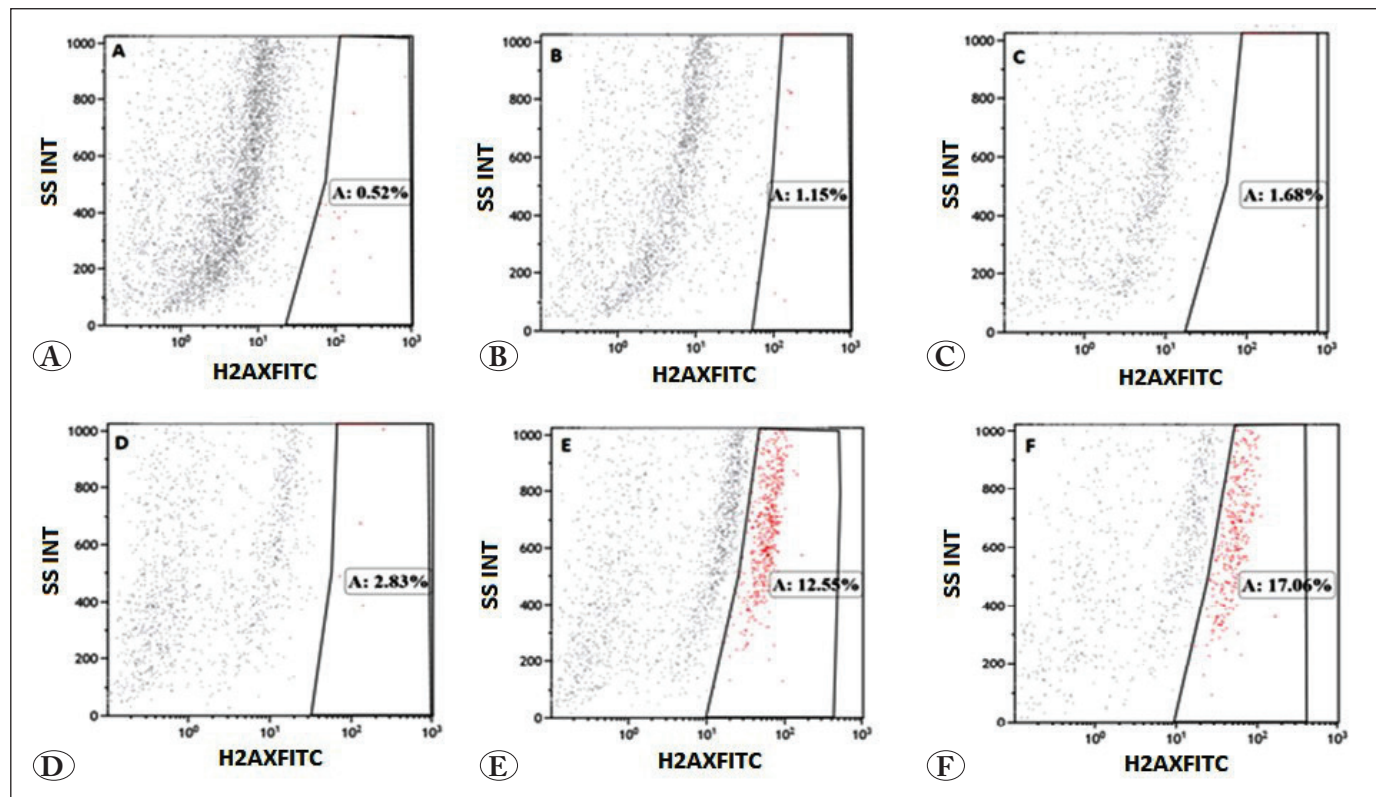 A
1000
800
600
400
200
0
SS INT
A: 0.52%
10⁰ 10¹ 10² 10³
H2AXFITC
A
B
1000
800
600
400
200
0
SS INT
A: 1.15%
10⁰ 10¹ 10² 10³
H2AXFITC
B
C
1000
800
600
400
200
0
SS INT
A: 1.68%
10⁰ 10¹ 10² 10³
H2AXFITC
C
D
1000
800
600
400
200
0
SS INT
A: 2.83%
10⁰ 10¹ 10² 10³
H2AXFITC
D
E
1000
800
600
400
200
0
SS INT
A: 12.55%
10⁰ 10¹ 10² 10³
H2AXFITC
E
F
1000
800
600
400
200
0
SS INT
A: 17.06%
10⁰ 10¹ 10² 10³
H2AXFITC
F